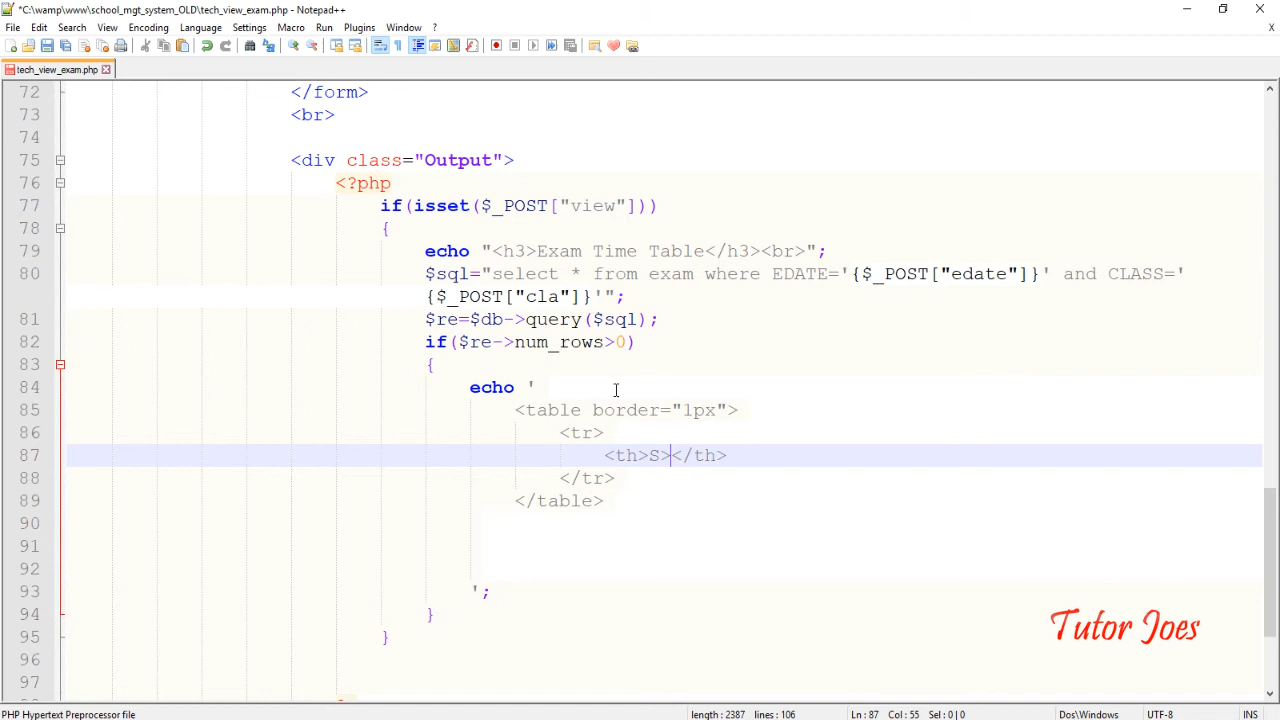 *C:\wamp\www\school_mgt_system_OLD\tech_view_exam.php - Notepad++
File Edit Search View Encoding Language Settings Macro Run Plugins Window ? X
tech_view_exam.php
72 </form>
73 <br>
74
75 <div class="Output">
76 <?php
77 if(isset($_POST["view"]))
78 {
79 echo "<h3>Exam Time Table</h3><br>";
80 $sql="select * from exam where EDATE='{$_POST["edate"]}' and CLASS='
{$_POST["cla"]}'";
81 $re=$db->query($sql);
82 if($re->num_rows>0)
83 {
84 echo '
85 <table border="1px">
86 <tr>
87 <th>S></th>
88 </tr>
89 </table>
90
91
92
93 ';
94 }
95 }
96
97
Tutor Joes
PHP Hypertext Preprocessor file length : 2387 lines : 106 Ln : 87 Col : 55 Sel : 0 | 0 Dos\Windows UTF-8 INS